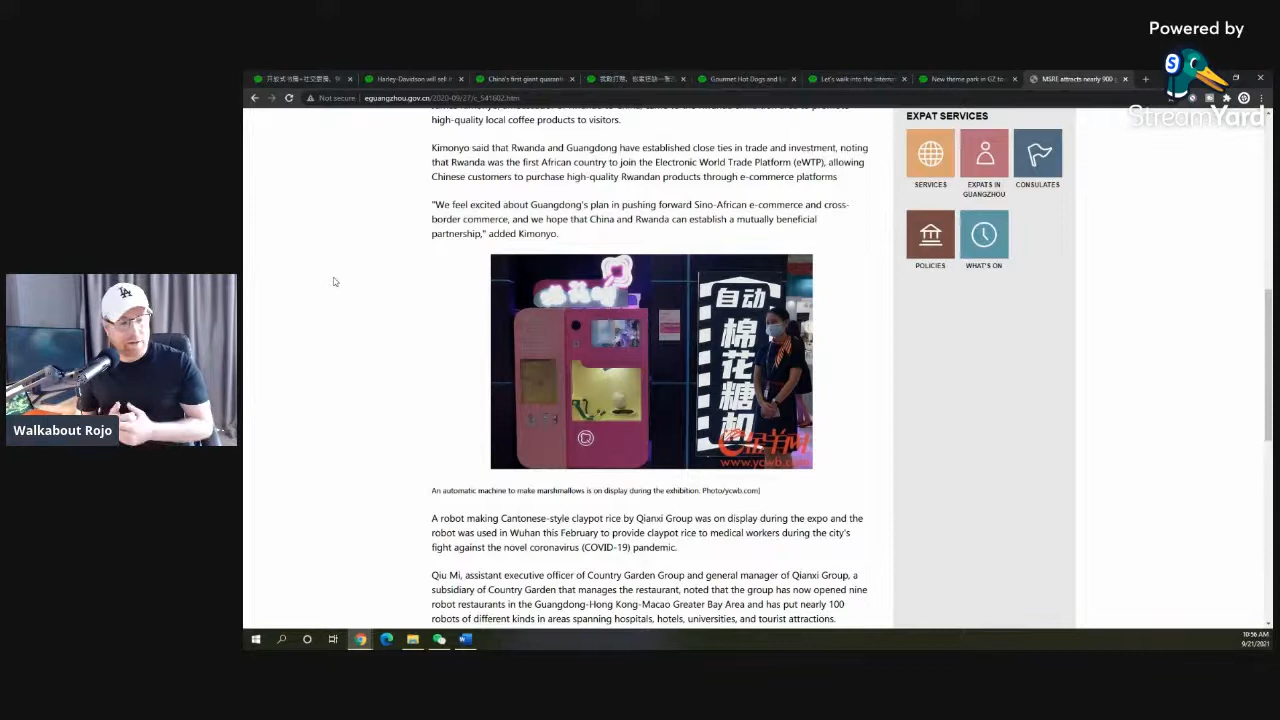 Powered by
StreamYard
Harley-Davidson will sell i
China's first giant quarant
Gourmet Hot Dogs and
Let's walk into the Interna
New theme park in GZ to
MSRE attracts nearly 900
Not secure
eguangzhou.gov.cn/2020-09/27/c_541602.htm
high-quality local coffee products to visitors.
Kimonyo said that Rwanda and Guangdong have established close ties in trade and investment, noting
that Rwanda was the first African country to join the Electronic World Trade Platform (eWTP), allowing
Chinese customers to purchase high-quality Rwandan products through e-commerce platforms
"We feel excited about Guangdong's plan in pushing forward Sino-African e-commerce and cross-
border commerce, and we hope that China and Rwanda can establish a mutually beneficial
partnership," added Kimonyo.
自动
棉花糖机
金羊网
www.ycwb.com
An automatic machine to make marshmallows is on display during the exhibition. Photo/ycwb.com]
A robot making Cantonese-style claypot rice by Qianxi Group was on display during the expo and the
robot was used in Wuhan this February to provide claypot rice to medical workers during the city's
fight against the novel coronavirus (COVID-19) pandemic.
Qiu Mi, assistant executive officer of Country Garden Group and general manager of Qianxi Group, a
subsidiary of Country Garden that manages the restaurant, noted that the group has now opened nine
robot restaurants in the Guangdong-Hong Kong-Macao Greater Bay Area and has put nearly 100
robots of different kinds in areas spanning hospitals, hotels, universities, and tourist attractions.
EXPAT SERVICES
SERVICES
EXPATS IN
GUANGZHOU
CONSULATES
POLICIES
WHAT'S ON
LA
Walkabout Rojo
10:56 AM
9/21/2021